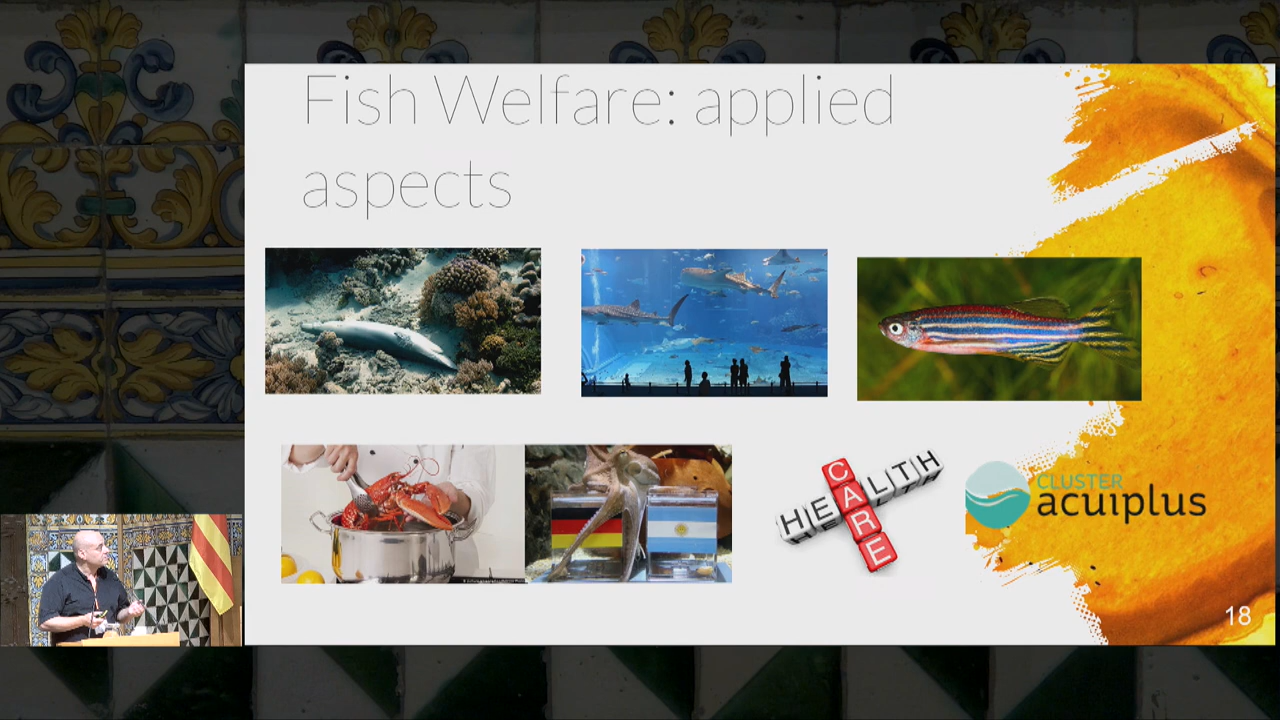 Fish Welfare: applied
aspects
HEALTH
CARE
CLUSTER
acuiplus
18